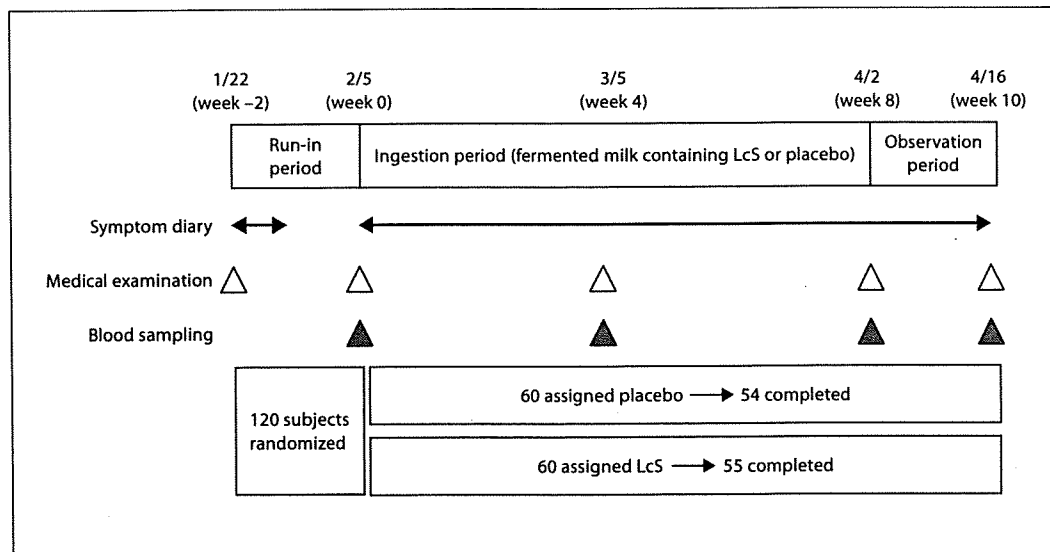 1/22 2/5 3/5 4/2 4/16
(week –2) (week 0) (week 4) (week 8) (week 10)
Run-in
period
Ingestion period (fermented milk containing LcS or placebo)
Observation
period
Symptom diary
Medical examination
Blood sampling
120 subjects
randomized
60 assigned placebo → 54 completed
60 assigned LcS → 55 completed